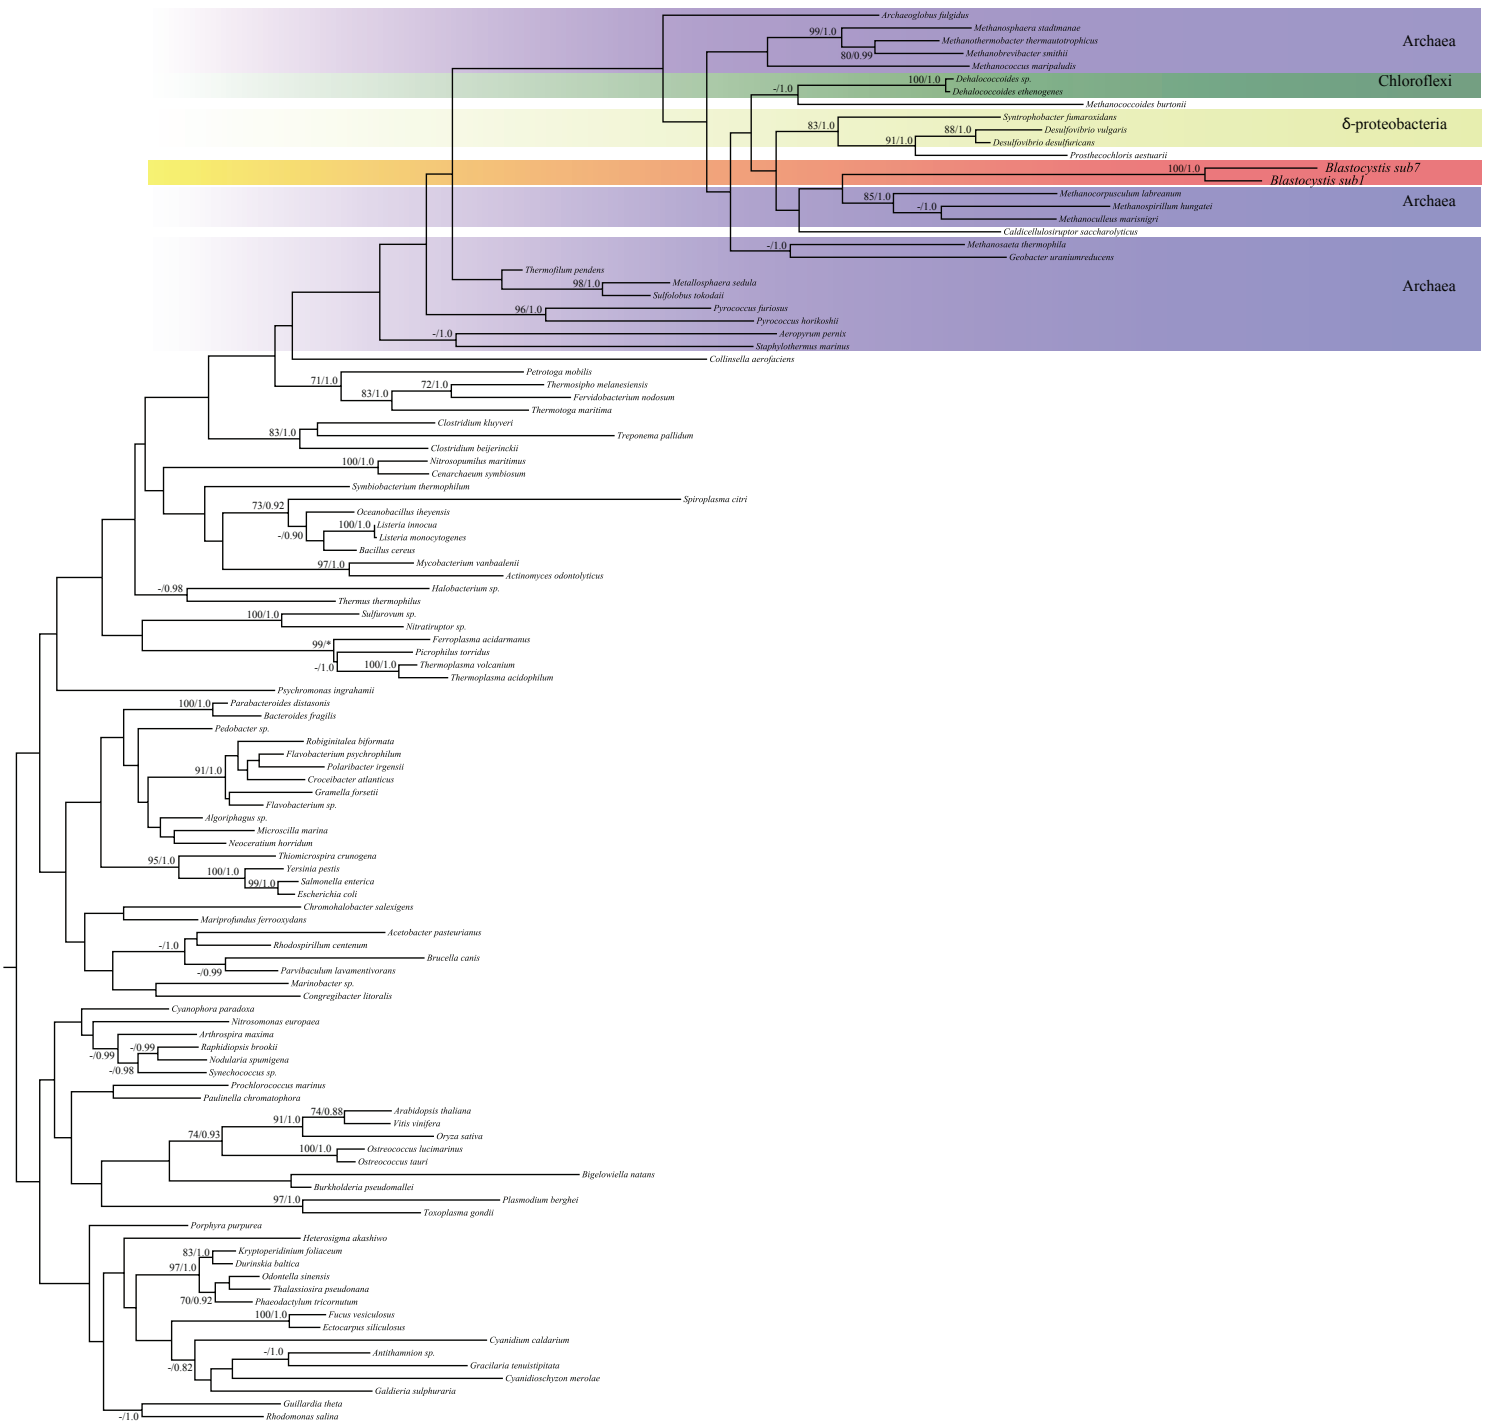 Archaeoglobus fulgidus
99/1.0 Methanosphaera stadtmanae
Methanothermobacter thermautotrophicus
Archaea
80/0.99 Methanobrevibacter smithii
Methanococcus maripaludis
100/1.0 Dehalococcoides sp.
Chloroflexi
-/1.0 Dehalococcoides ethenogenes
Methanococcoides burtonii
83/1.0 Syntrophobacter fumaroxidans
δ-proteobacteria
88/1.0 Desulfovibrio vulgaris
91/1.0 Desulfovibrio desulfuricans
Prosthecochloris aestuarii
100/1.0 Blastocystis sub7
Blastocystis sub1
85/1.0 Methanocorpusculum labreanum
Archaea
-/1.0 Methanospirillum hungatei
Methanoculleus marisnigri
Caldicellulosiruptor saccharolyticus
-/1.0 Methanosaeta thermophila
Geobacter uraniumreducens
Thermofilum pendens
98/1.0 Metallosphaera sedula
Archaea
Sulfolobus tokodaii
96/1.0 Pyrococcus furiosus
Pyrococcus horikoshii
-/1.0 Aeropyrum pernix
Staphylothermus marinus
Collinsella aerofaciens
Petrotoga mobilis
71/1.0 72/1.0 Thermosipho melanesiensis
83/1.0 Fervidobacterium nodosum
Thermotoga maritima
Clostridium kluyveri
83/1.0 Treponema pallidum
Clostridium beijerinckii
100/1.0 Nitrosopumilus maritimus
Cenarchaeum symbiosum
Symbiobacterium thermophilum
73/0.92 Spiroplasma citri
Oceanobacillus iheyensis
100/1.0 Listeria innocua
-/0.90 Listeria monocytogenes
Bacillus cereus
97/1.0 Mycobacterium vanbaalenii
Actinomyces odontolyticus
-/0.98 Halobacterium sp.
Thermus thermophilus
100/1.0 Sulfurovum sp.
Nitratiruptor sp.
99/* Ferroplasma acidarmanus
Picrophilus torridus
-/1.0 100/1.0 Thermoplasma volcanium
Thermoplasma acidophilum
Psychromonas ingrahamii
100/1.0 Parabacteroides distasonis
Bacteroides fragilis
Pedobacter sp.
Robiginitalea biformata
Flavobacterium psychrophilum
91/1.0 Polaribacter irgensii
Croceibacter atlanticus
Gramella forsetii
Flavobacterium sp.
Algoriphagus sp.
Microscilla marina
Neoceratium horridum
95/1.0 Thiomicrospira crunogena
100/1.0 Yersinia pestis
99/1.0 Salmonella enterica
Escherichia coli
Chromohalobacter salexigens
Mariprofundus ferrooxydans
Acetobacter pasteurianus
-/1.0 Rhodospirillum centenum
Brucella canis
-/0.99 Parvibaculum lavamentivorans
Marinobacter sp.
Congregibacter litoralis
Cyanophora paradoxa
Nitrosomonas europaea
Arthrospira maxima
-/0.99 -/0.99 Raphidiopsis brookii
Nodularia spumigena
-/0.98 Synechococcus sp.
Prochlorococcus marinus
Paulinella chromatophora
74/0.88 Arabidopsis thaliana
91/1.0 Vitis vinifera
74/0.93 Oryza sativa
100/1.0 Ostreococcus lucimarinus
Ostreococcus tauri
Bigelowiella natans
Burkholderia pseudomallei
97/1.0 Plasmodium berghei
Toxoplasma gondii
Porphyra purpurea
Heterosigma akashiwo
83/1.0 Kryptoperidinium foliaceum
97/1.0 Durinskia baltica
Odontella sinensis
Thalassiosira pseudonana
70/0.92 Phaeodactylum tricornutum
100/1.0 Fucus vesiculosus
Ectocarpus siliculosus
Cyanidium caldarium
-/1.0 Antithamnion sp.
-/0.82 Gracilaria tenuistipitata
Cyanidioschyzon merolae
Galdieria sulphuraria
Guillardia theta
-/1.0 Rhodomonas salina